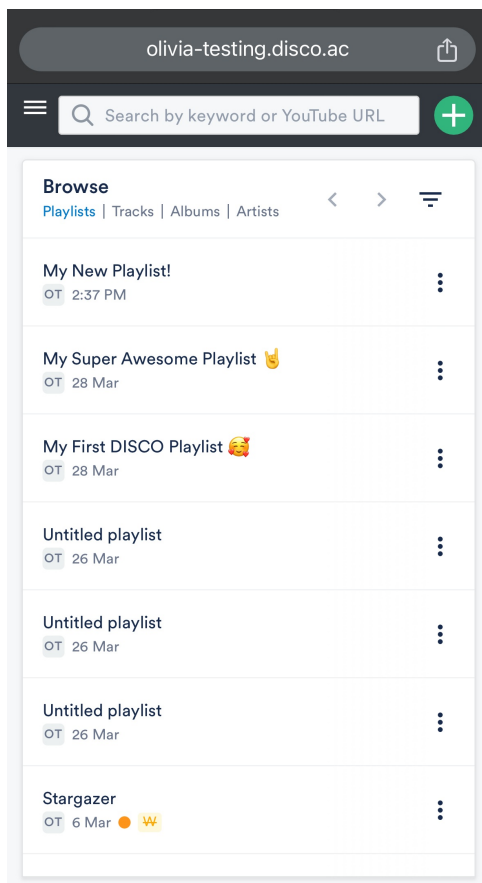 olivia-testing.disco.ac
Search by keyword or YouTube URL
Browse
Playlists | Tracks | Albums | Artists
My New Playlist!
OT 2:37 PM
My Super Awesome Playlist 🤘
OT 28 Mar
My First DISCO Playlist 🥰
OT 28 Mar
Untitled playlist
OT 26 Mar
Untitled playlist
OT 26 Mar
Untitled playlist
OT 26 Mar
Stargazer
OT 6 Mar W